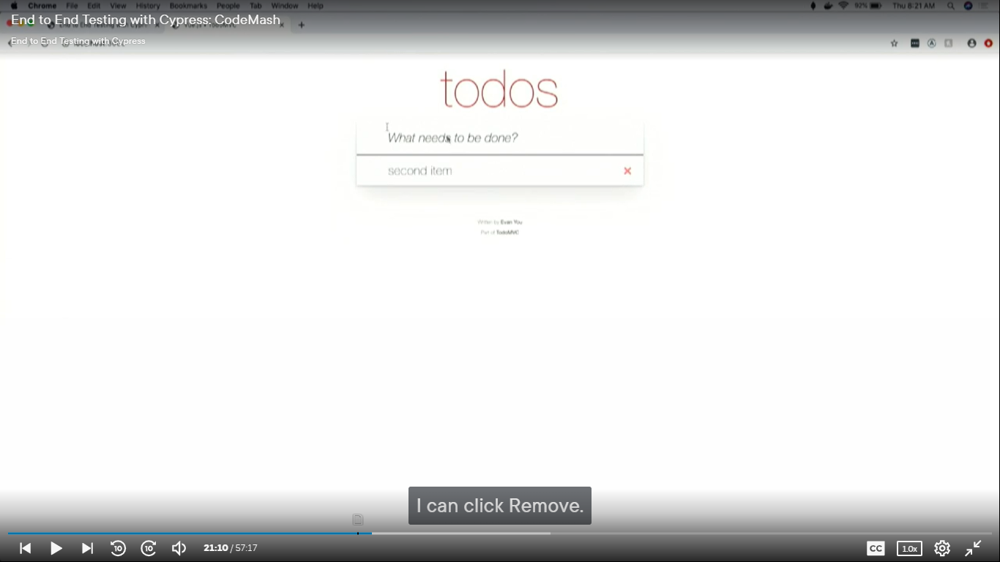 Chrome File Edit View History Bookmarks People Tab Window Help 92% Thu 8:21 AM
End to End Testing with Cypress: CodeMash
End to End Testing with Cypress
todos
What needs to be done?
second item
Written by Evan You
Part of TodoMVC
I can click Remove.
10 10 21:10 / 57:17 CC 1.0x